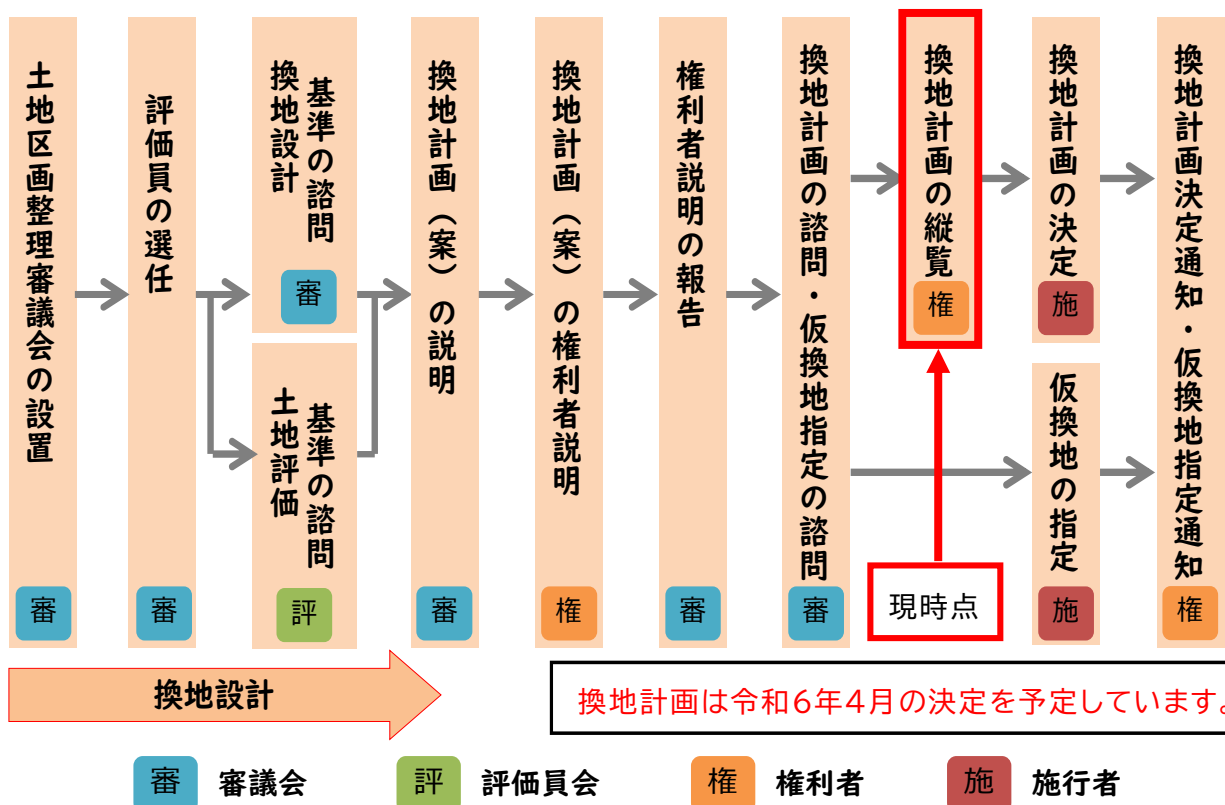 土地区画整理審議会の設置
審
評価員の選任
審
換地設計
基準の諮問
審
土地評価
基準の諮問
評
換地計画（案）の説明
審
換地計画（案）の権利者説明
権
権利者説明の報告
審
換地計画の諮問・仮換地指定の諮問
審
換地計画の縦覧
権
現時点
換地計画の決定
施
仮換地の指定
施
換地計画決定通知・仮換地指定通知
権
換地設計
換地計画は令和6年4月の決定を予定しています。
審 審議会
評 評価員会
権 権利者
施 施行者